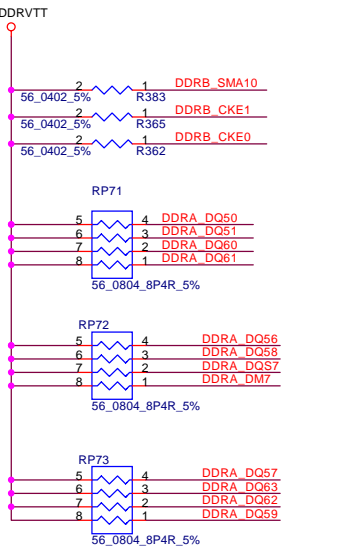 DDRVTT
2 1 DDRB_SMA10
56_0402_5% R383
2 1 DDRB_CKE1
56_0402_5% R365
2 1 DDRB_CKE0
56_0402_5% R362
RP71
5 4 DDRA_DQ50
6 3 DDRA_DQ51
7 2 DDRA_DQ60
8 1 DDRA_DQ61
56_0804_8P4R_5%
RP72
5 4 DDRA_DQ56
6 3 DDRA_DQ58
7 2 DDRA_DQS7
8 1 DDRA_DM7
56_0804_8P4R_5%
RP73
5 4 DDRA_DQ57
6 3 DDRA_DQ63
7 2 DDRA_DQ62
8 1 DDRA_DQ59
56_0804_8P4R_5%